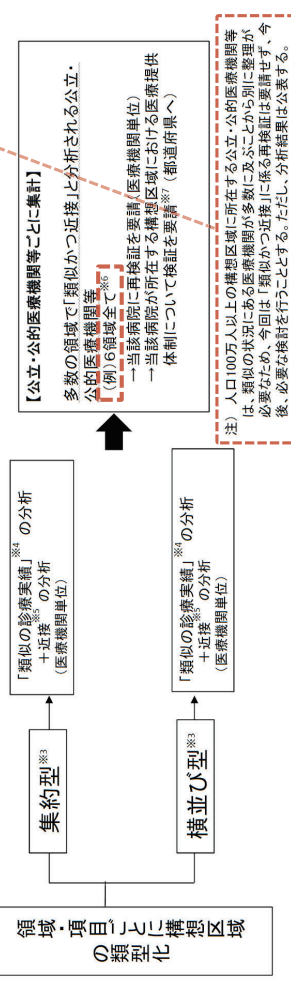 領域・項目ごとに構想区域
の類型化
集約型※3
「類似の診療実績」※4 の分析
＋近接※5 の分析
（医療機関単位）
横並び型※3
「類似の診療実績」※4 の分析
＋近接※5 の分析
（医療機関単位）
【公立・公的医療機関等ごとに集計】
多数の領域で「類似かつ近接」と分析される公立・
公的医療機関等
（例）６領域全て※6
→当該病院に再検証を要請（医療機関単位）
→当該病院が所在する構想区域における医療提供
体制について検証を要請※7（都道府県へ）
注） 人口100万人以上の構想区域に所在する公立・公的医療機関等
は、類似の状況にある医療機関が多数に及ぶことから別に整理が
必要なため、今回は「類似かつ近接」に係る再検証は要請せず、今
後、必要な検討を行うこととする。ただし、分析結果は公表する。